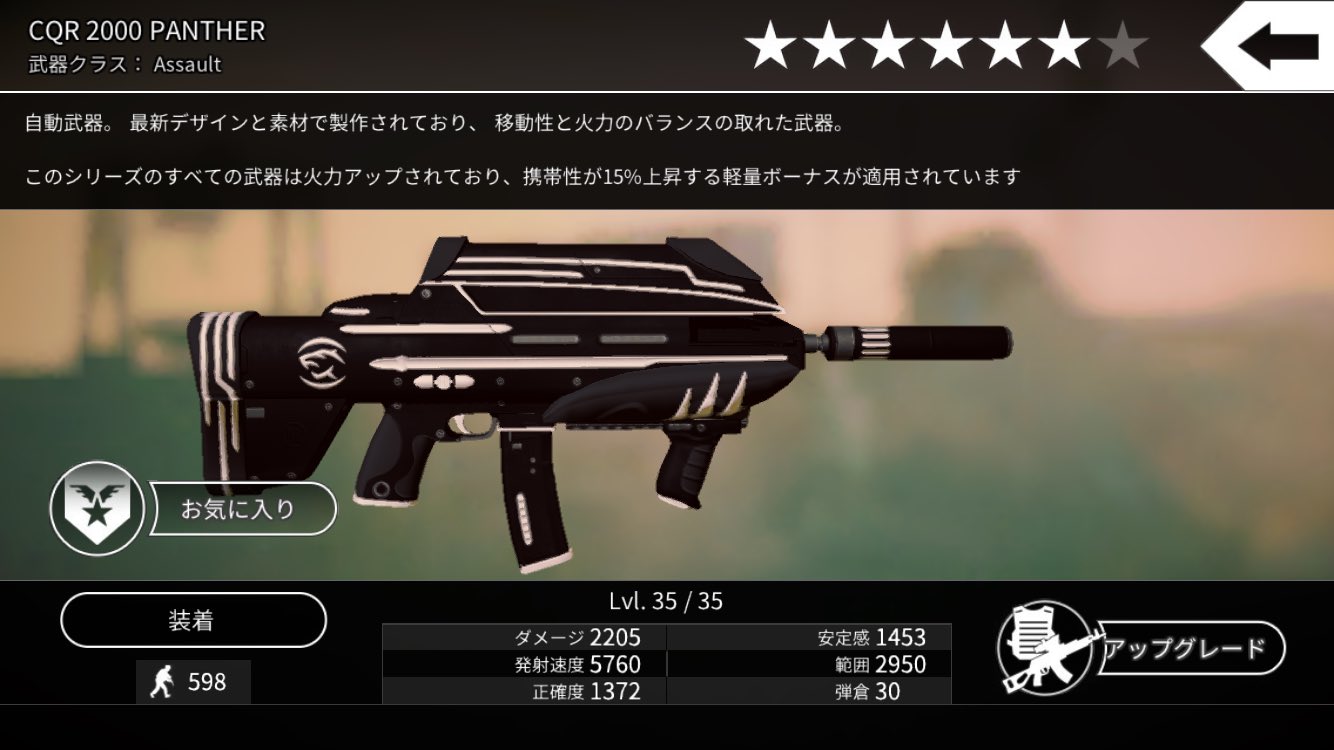 CQR 2000 PANTHER
武器クラス： Assault
自動武器。 最新デザインと素材で製作されており、 移動性と火力のバランスの取れた武器。
このシリーズのすべての武器は火力アップされており、携帯性が15%上昇する軽量ボーナスが適用されています
お気に入り
装着
598
Lvl. 35 / 35
ダメージ 2205 安定感 1453
発射速度 5760 範囲 2950
正確度 1372 弾倉 30
アップグレード